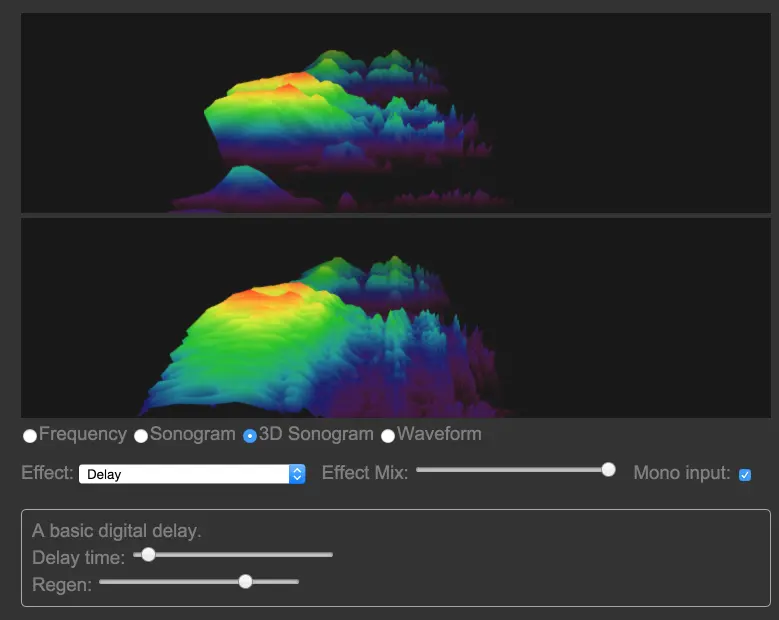 Frequency Sonogram 3D Sonogram Waveform
Effect: Delay Effect Mix: Mono input:
A basic digital delay.
Delay time:
Regen: